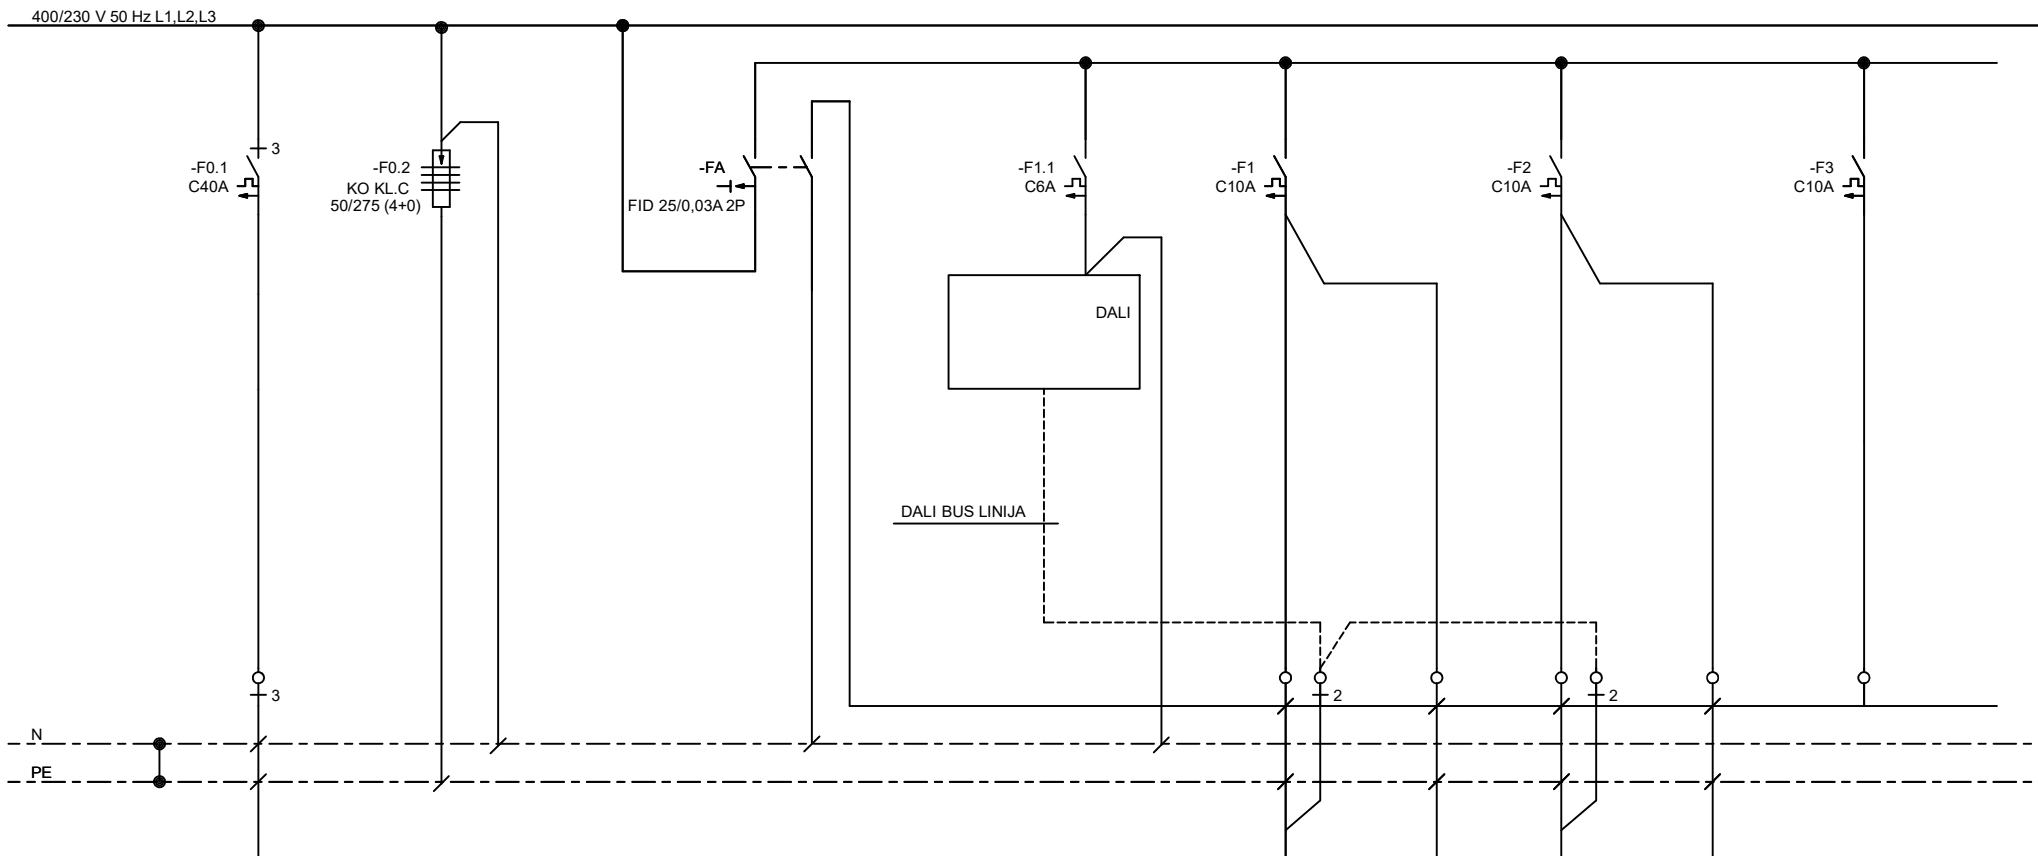 400/230 V 50 Hz L1,L2,L3
3
-F0.1
C40A
-F0.2
KO KL.C
50/275 (4+0)
-FA
FID 25/0,03A 2P
-F1.1
C6A
-F1
C10A
-F2
C10A
-F3
C10A
DALI
DALI BUS LINIJA
3
2
2
N
PE